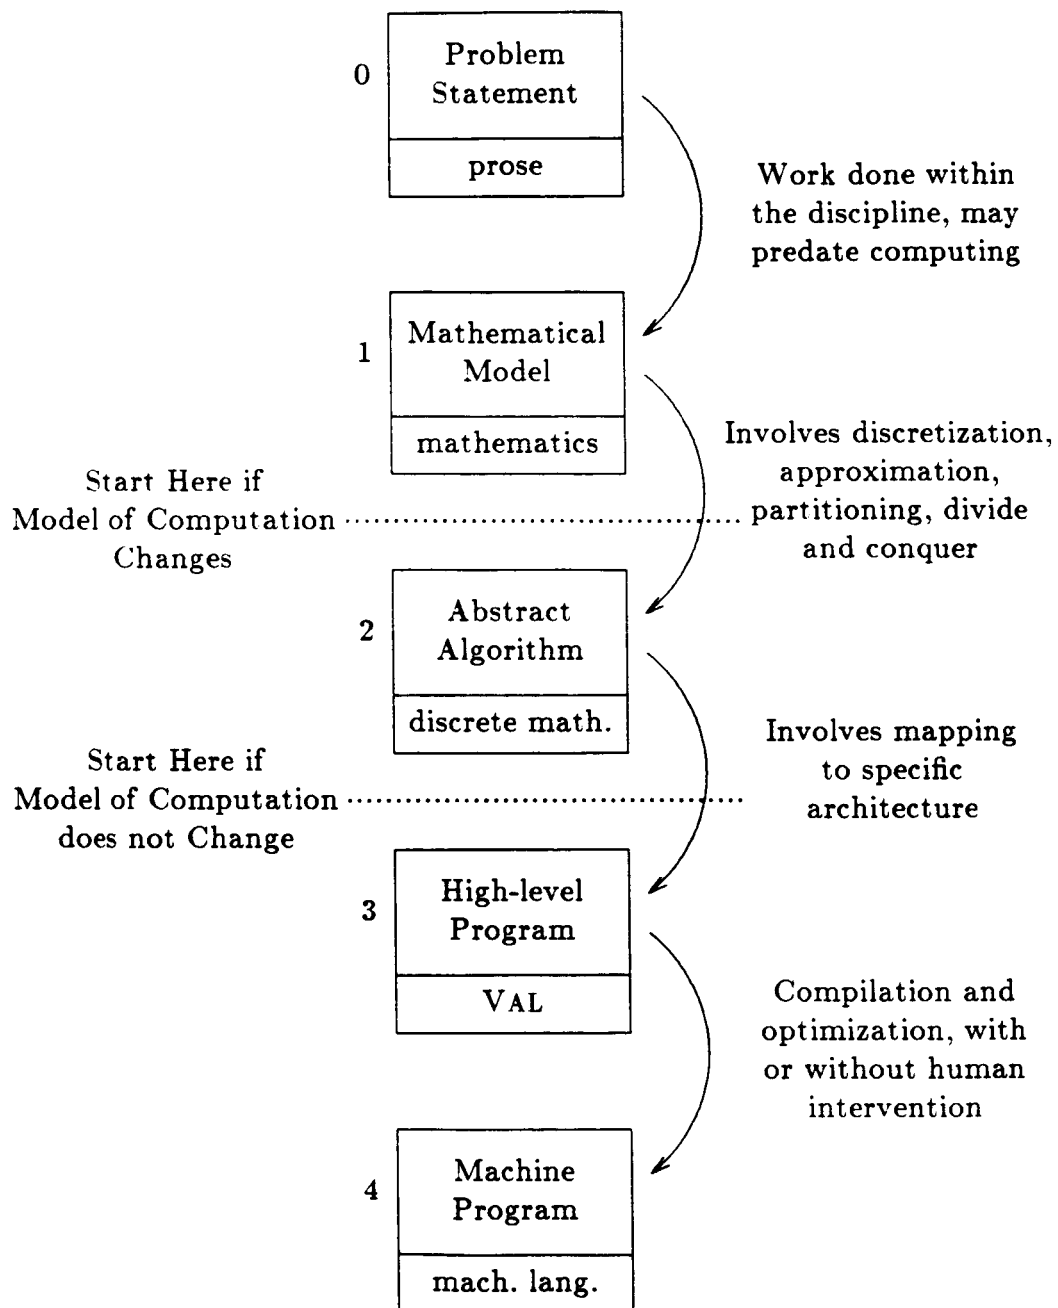 0
Problem
Statement
prose
Work done within
the discipline, may
predate computing
1
Mathematical
Model
mathematics
Involves discretization,
approximation,
partitioning, divide
and conquer
Start Here if
Model of Computation
Changes
2
Abstract
Algorithm
discrete math.
Involves mapping
to specific
architecture
Start Here if
Model of Computation
does not Change
3
High-level
Program
VAL
Compilation and
optimization, with
or without human
intervention
4
Machine
Program
mach. lang.